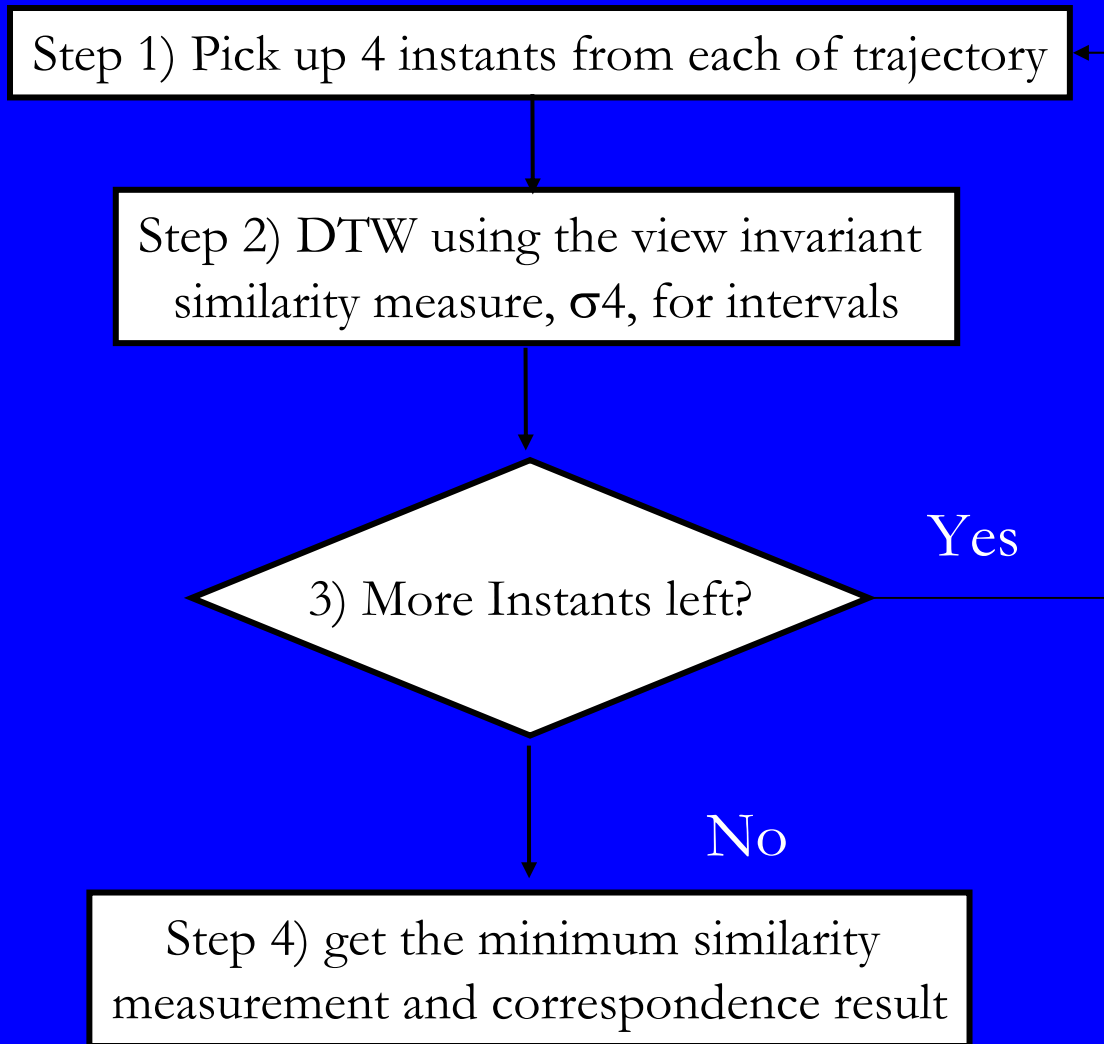 Step 1) Pick up 4 instants from each of trajectory
Step 2) DTW using the view invariant
similarity measure, σ4, for intervals
Yes
3) More Instants left?
No
Step 4) get the minimum similarity
measurement and correspondence result